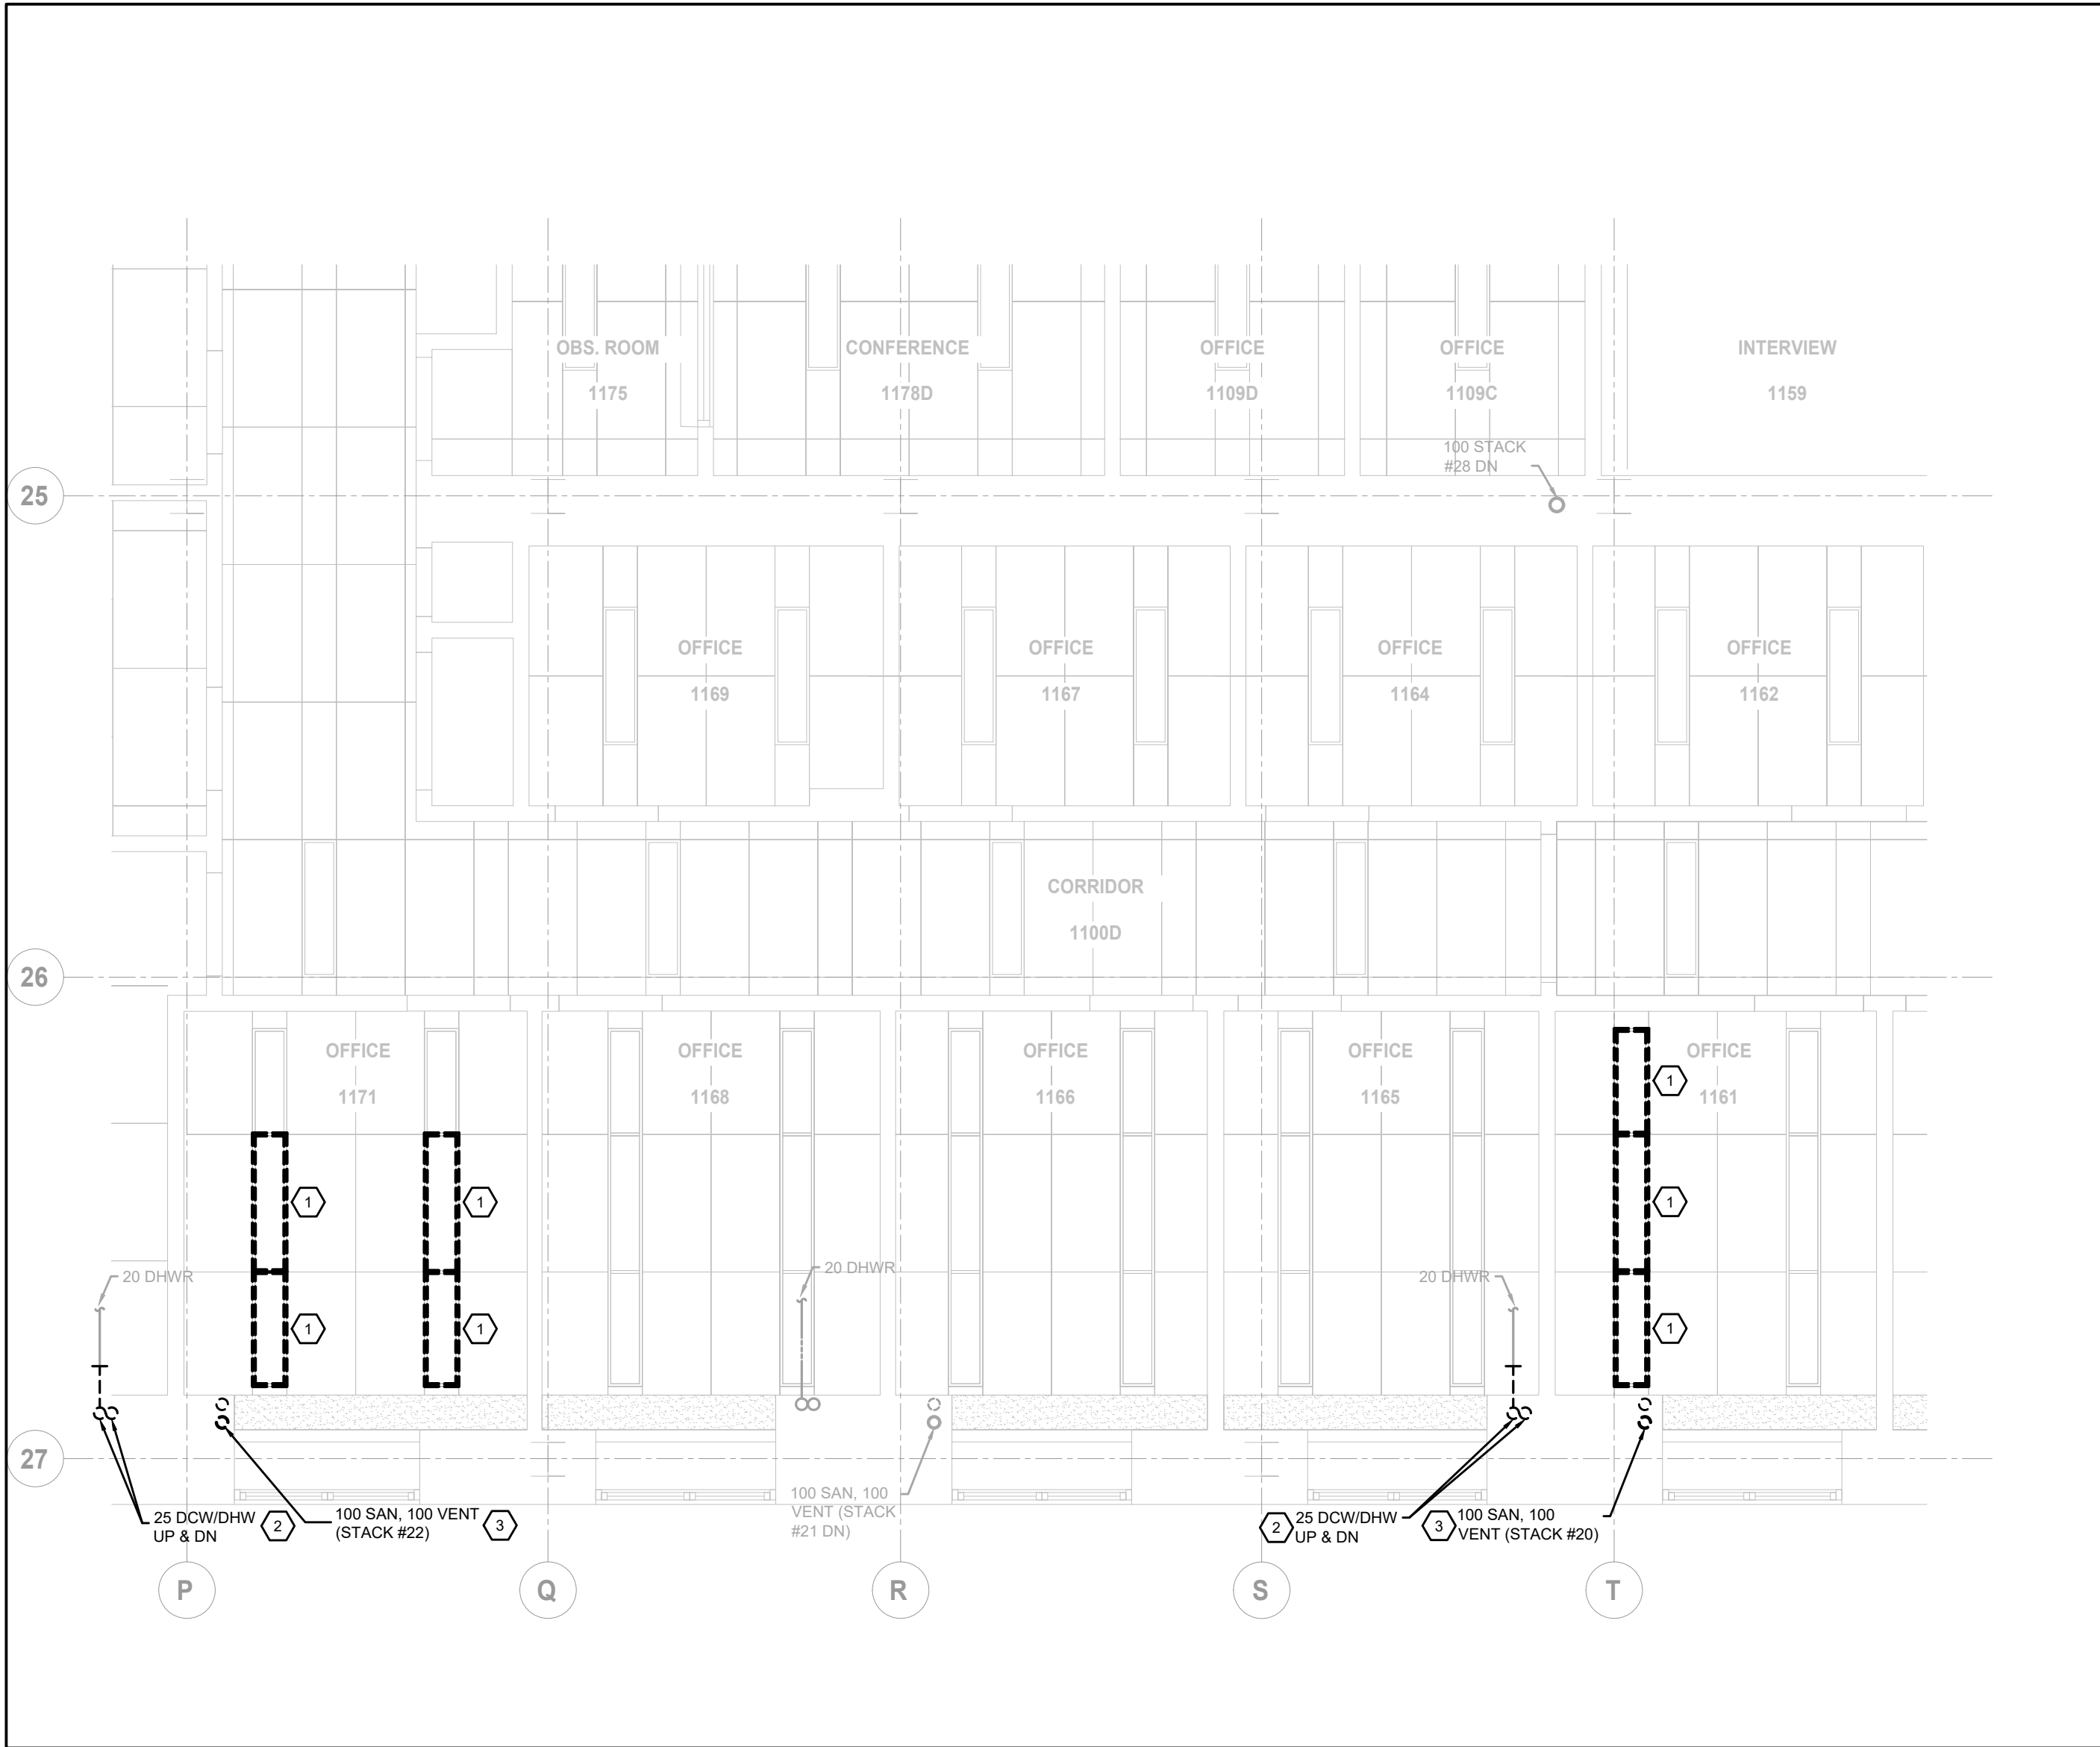 OBS. ROOM
1175
CONFERENCE
1178D
OFFICE
1109D
OFFICE
1109C
INTERVIEW
1159
100 STACK
#28 DN
25
OFFICE
1169
OFFICE
1167
OFFICE
1164
OFFICE
1162
CORRIDOR
1100D
26
OFFICE
1171
OFFICE
1168
OFFICE
1166
OFFICE
1165
OFFICE
1161
1
1
1
1
1
1
1
20 DHWR
20 DHWR
20 DHWR
27
25 DCW/DHW
UP & DN
2
100 SAN, 100 VENT
(STACK #22)
3
100 SAN, 100
VENT (STACK
#21 DN)
2
25 DCW/DHW
UP & DN
3
100 SAN, 100
VENT (STACK #20)
P
Q
R
S
T